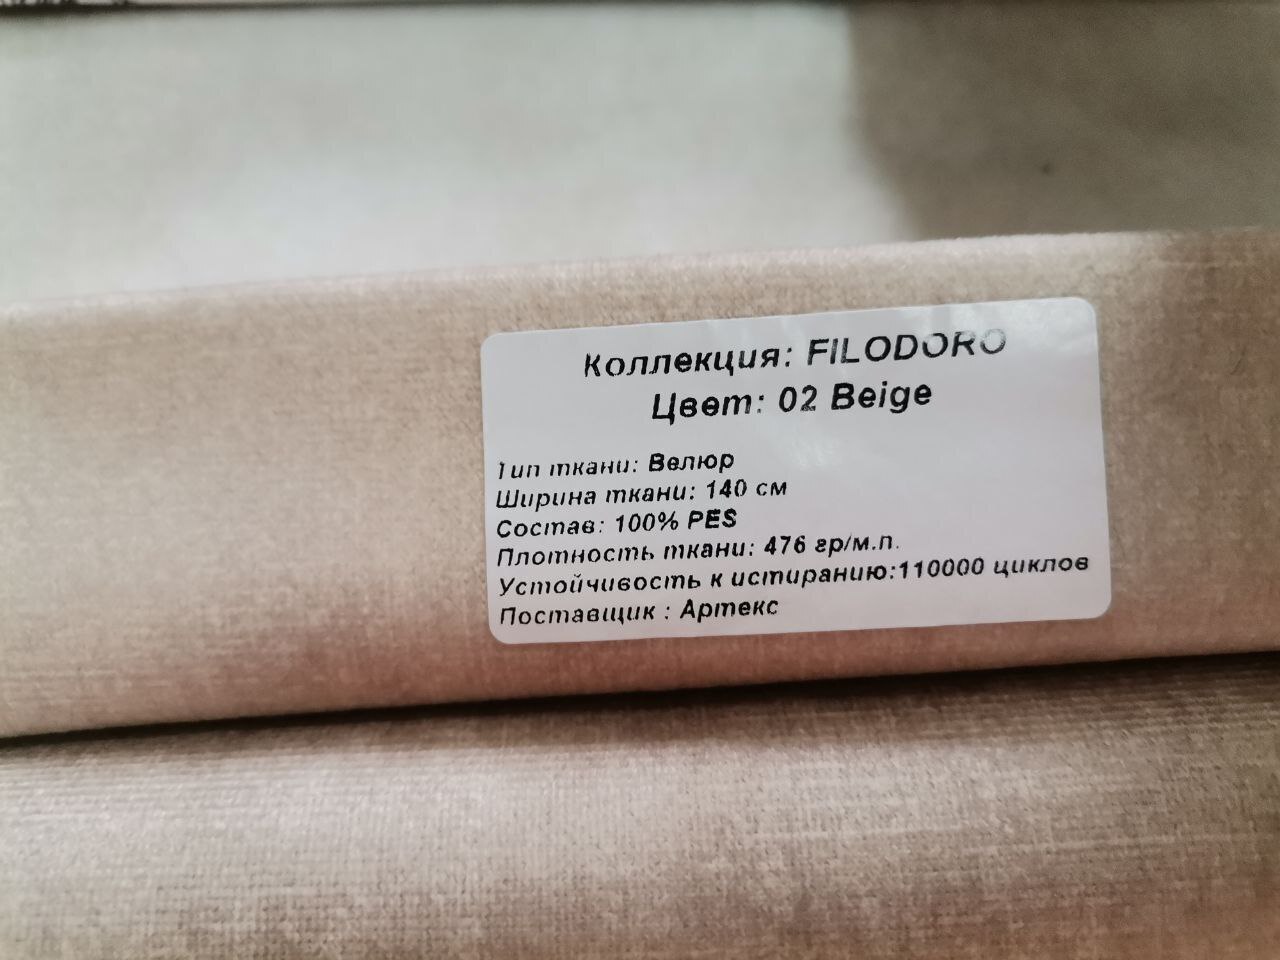 Коллекция: FILODORO
Цвет: 02 Beige
Тип ткани: Велюр
Ширина ткани: 140 см
Состав: 100% PES
Плотность ткани: 476 гр/м.п.
Устойчивость к истиранию:110000 циклов
Поставщик : Артекс